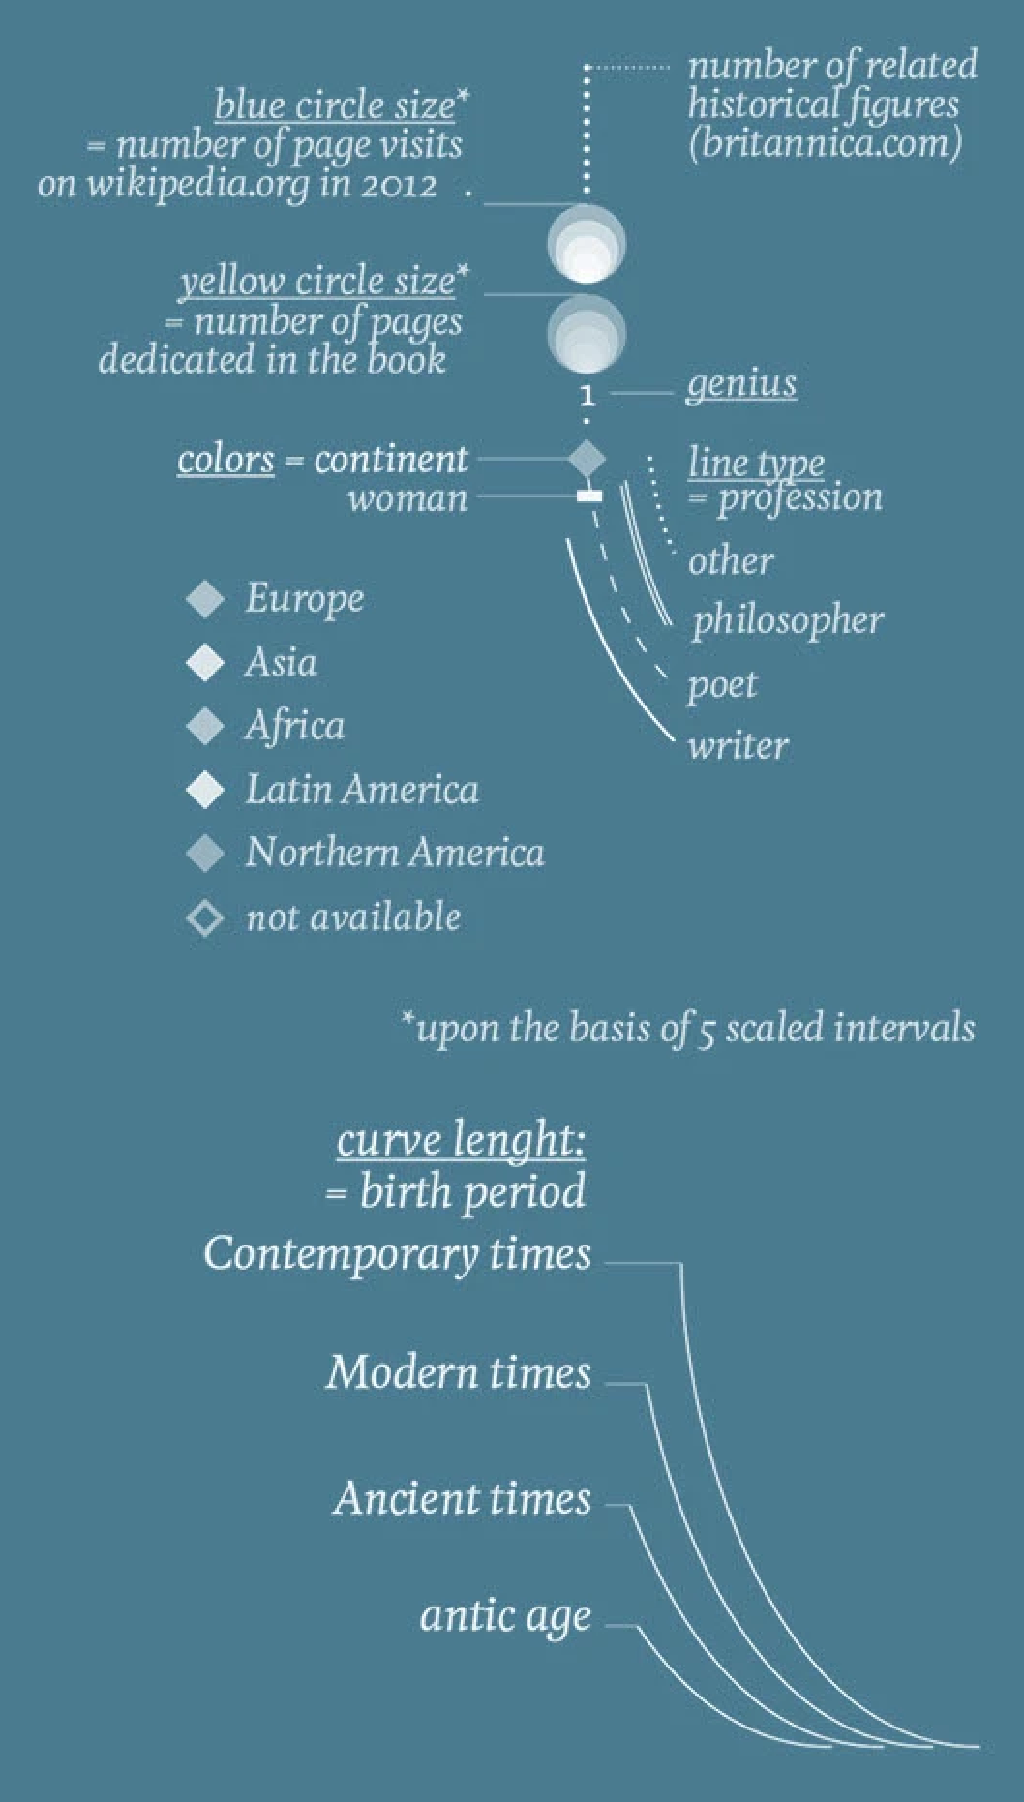 number of related
historical figures
(britannica.com)
blue circle size*
= number of page visits
on wikipedia.org in 2012 .
yellow circle size*
= number of pages
dedicated in the book
1
genius
colors = continent
woman
line type
= profession
other
philosopher
poet
writer
Europe
Asia
Africa
Latin America
Northern America
not available
*upon the basis of 5 scaled intervals
curve lenght:
= birth period
Contemporary times
Modern times
Ancient times
antic age